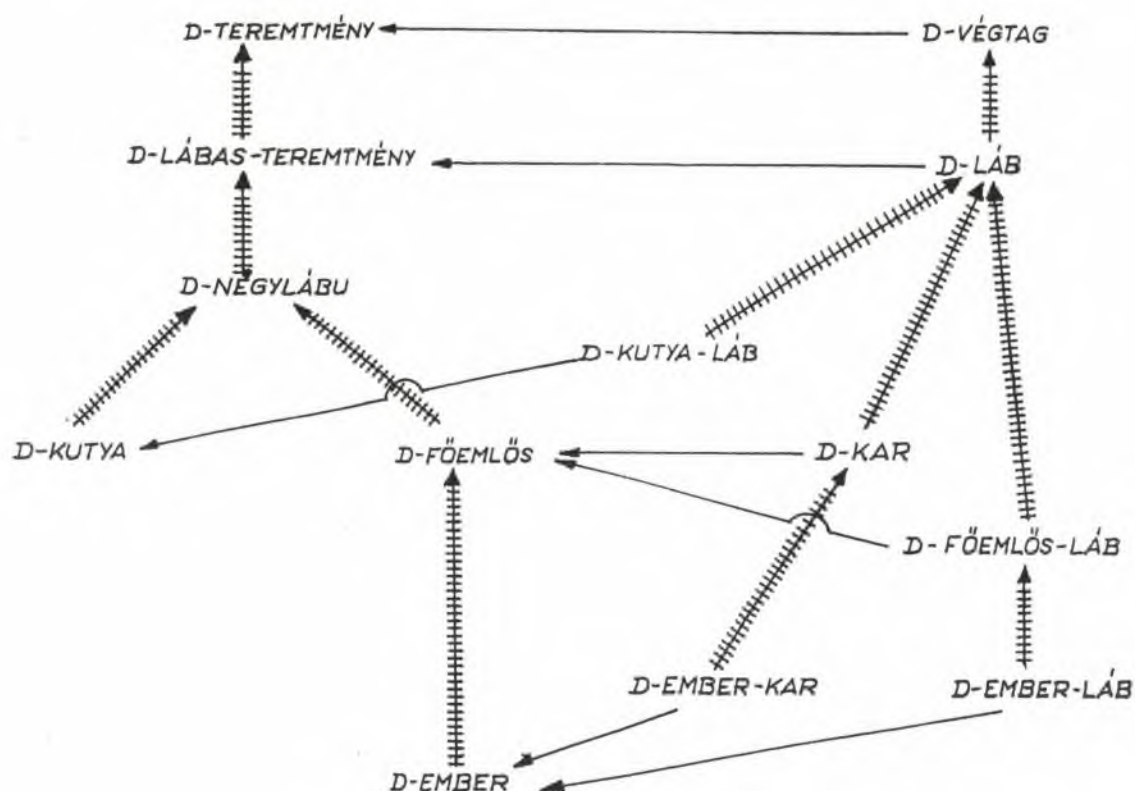 D-TEREMTMÉNY
D-VÉGTAG
D-LÁBAS-TEREMTMÉNY
D-LÁB
D-NÉGYLÁBU
D-KUTYA-LÁB
D-KUTYA
D-FŐEMLŐS
D-KAR
D-FŐEMLŐS-LÁB
D-EMBER-KAR
D-EMBER-LÁB
D-EMBER